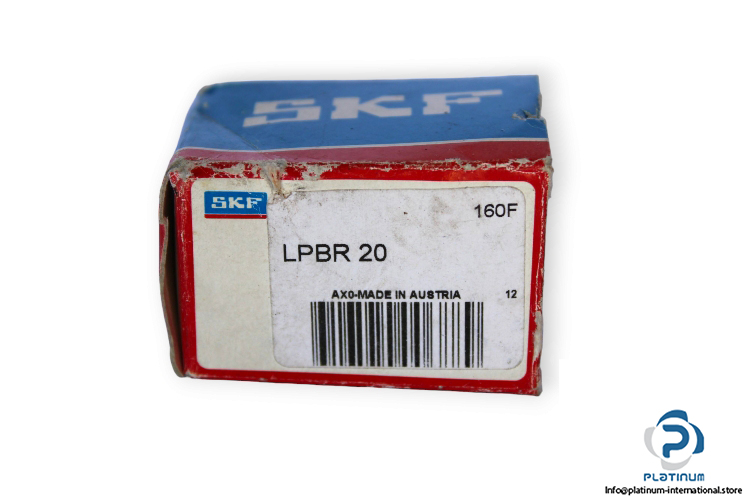 SKF
SKF
160F
LPBR 20
AX0-MADE IN AUSTRIA 12
PLATINUM
Info@platinum-international.store